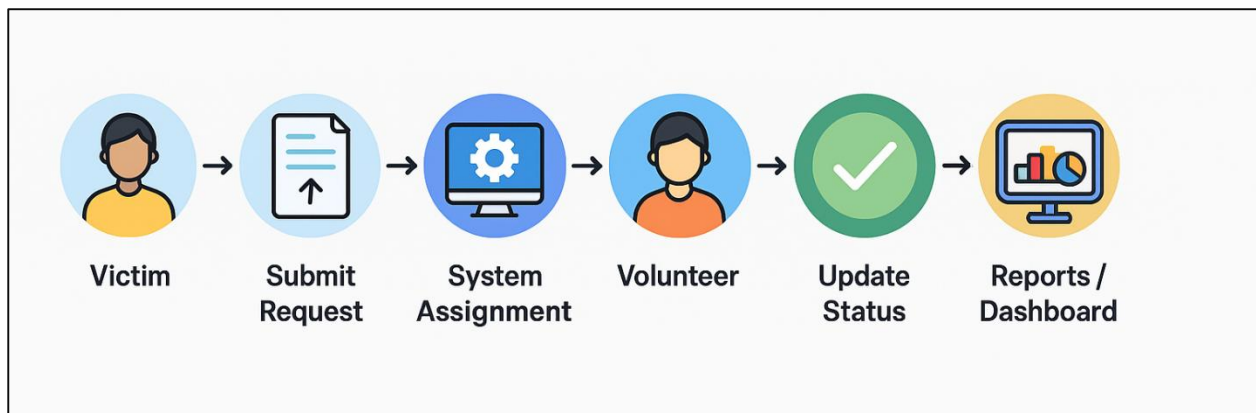 Victim
Submit
Request
System
Assignment
Volunteer
Update
Status
Reports /
Dashboard